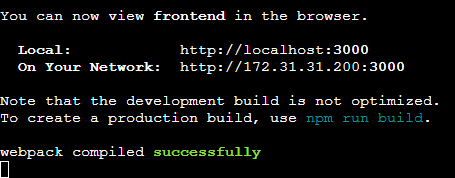 You can now view frontend in the browser.
Local: http://localhost:3000
On Your Network: http://172.31.31.200:3000
Note that the development build is not optimized.
To create a production build, use npm run build.
webpack compiled successfully